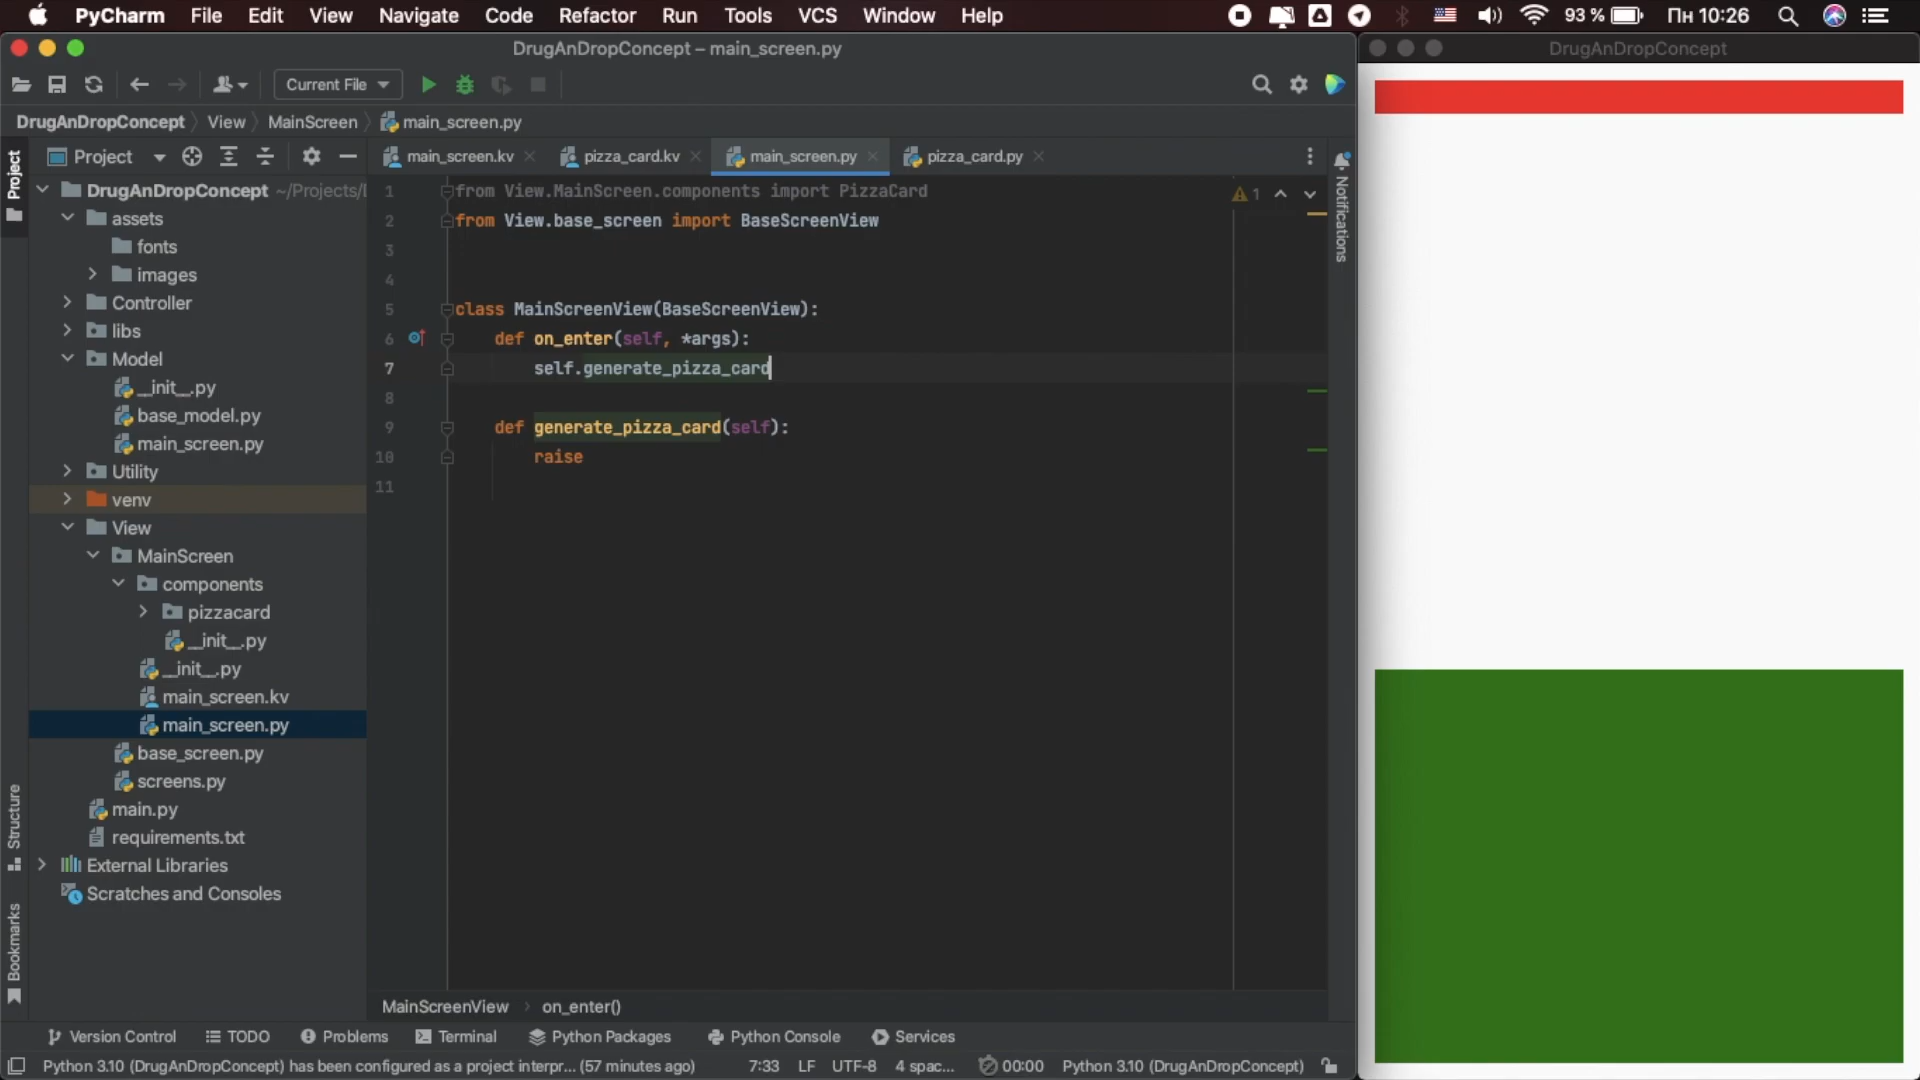 PyCharm File Edit View Navigate Code Refactor Run Tools VCS Window Help 93 % Пн 10:26
DrugAnDropConcept – main_screen.py
DrugAnDropConcept
Current File
DrugAnDropConcept View MainScreen main_screen.py
Project
main_screen.kv pizza_card.kv main_screen.py pizza_card.py
DrugAnDropConcept ~/Projects/
assets
fonts
images
Controller
libs
Model
__init__.py
base_model.py
main_screen.py
Utility
venv
View
MainScreen
components
pizzacard
__init__.py
__init__.py
main_screen.kv
main_screen.py
base_screen.py
screens.py
main.py
requirements.txt
External Libraries
Scratches and Consoles
Project
Structure
Bookmarks
1 from View.MainScreen.components import PizzaCard
2 from View.base_screen import BaseScreenView
3
4
5 class MainScreenView(BaseScreenView):
6 def on_enter(self, *args):
7 self.generate_pizza_card
8
9 def generate_pizza_card(self):
10 raise
11
1
Notifications
MainScreenView on_enter()
Version Control TODO Problems Terminal Python Packages Python Console Services
Python 3.10 (DrugAnDropConcept) has been configured as a project interpr... (57 minutes ago) 7:33 LF UTF-8 4 spac... 00:00 Python 3.10 (DrugAnDropConcept)